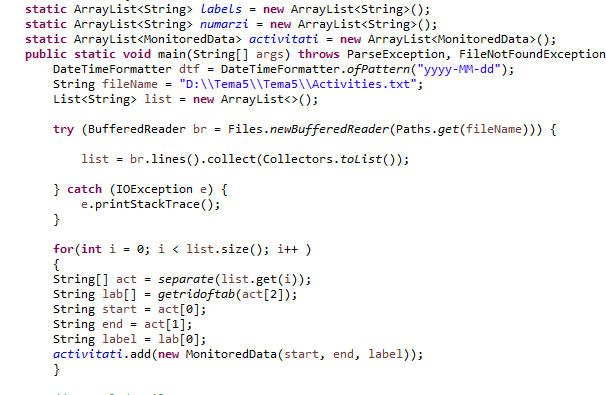 static ArrayList<String> labels = new ArrayList<String>();
static ArrayList<String> numarzi = new ArrayList<String>();
static ArrayList<MonitoredData> activitati = new ArrayList<MonitoredData>();
public static void main(String[] args) throws ParseException, FileNotFoundException
DateTimeFormatter dtf = DateTimeFormatter.ofPattern("yyyy-MM-dd");
String fileName = "D:\\Tema5\\Tema5\\Activities.txt";
List<String> list = new ArrayList<>();
try (BufferedReader br = Files.newBufferedReader(Paths.get(fileName))) {
list = br.lines().collect(Collectors.toList());
} catch (IOException e) {
e.printStackTrace();
}
for(int i = 0; i < list.size(); i++ )
{
String[] act = separate(list.get(i));
String lab[] = getridoftab(act[2]);
String start = act[0];
String end = act[1];
String label = lab[0];
activitati.add(new MonitoredData(start, end, label));
}